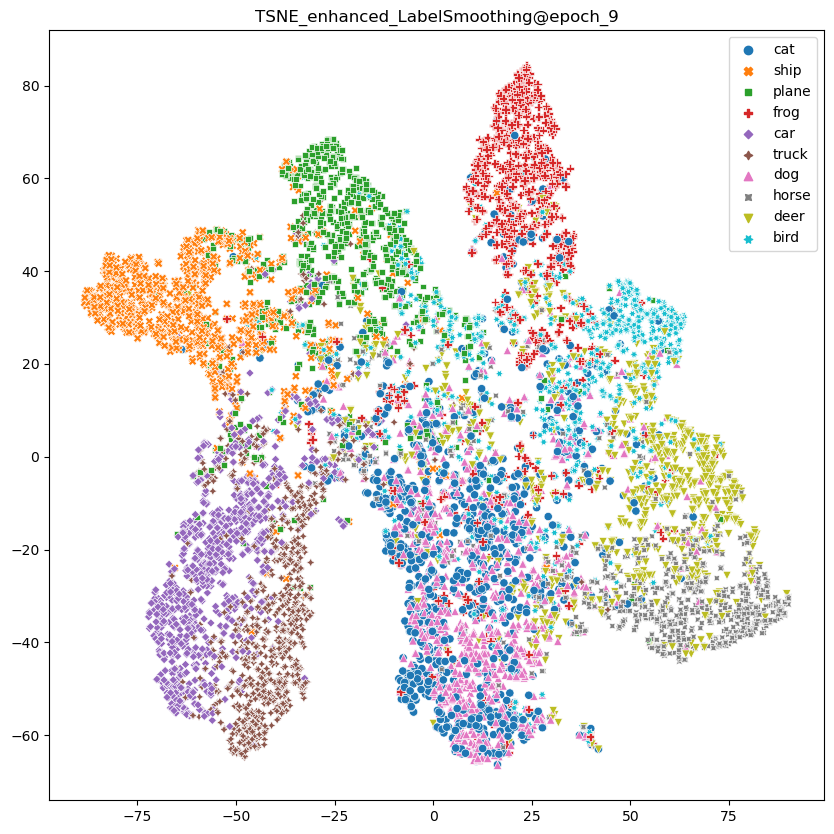 TSNE_enhanced_LabelSmoothing@epoch_9
cat
ship
plane
frog
car
truck
dog
horse
deer
bird
80
60
40
20
0
−20
−40
−60
−75
−50
−25
0
25
50
75